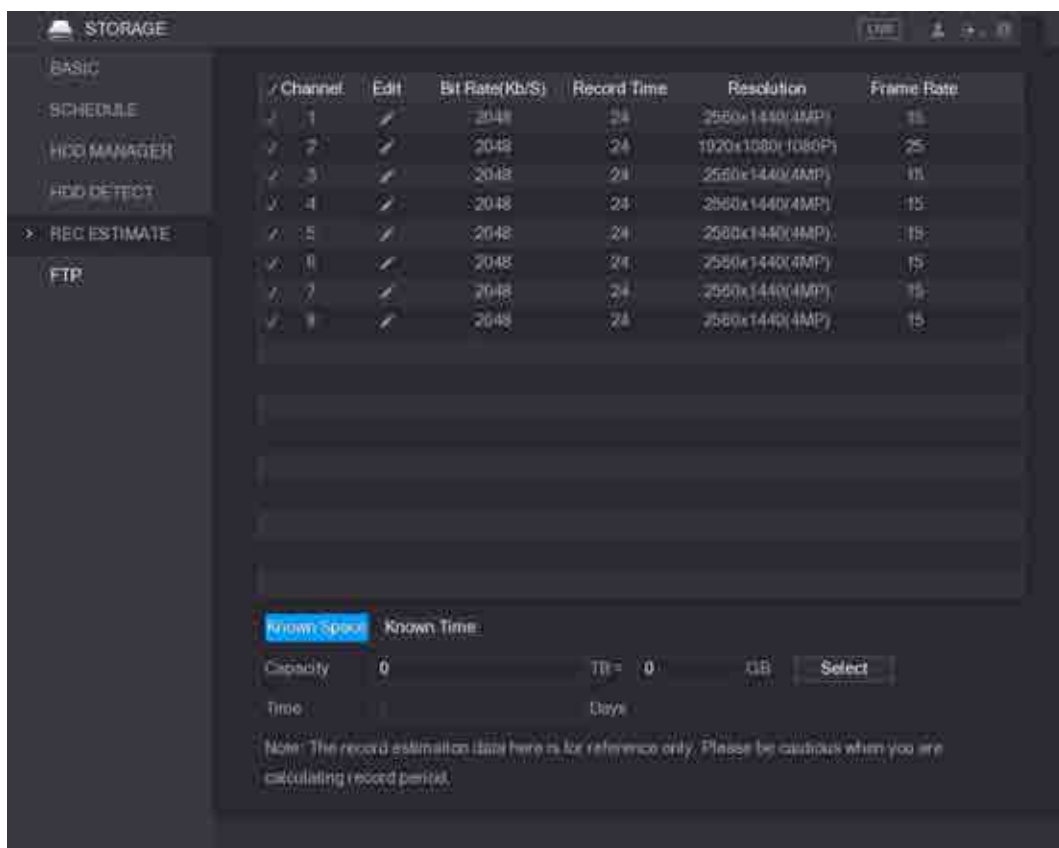 STORAGE
LIVE
BASIC
SCHEDULE
HDD MANAGER
HDD DETECT
REC ESTIMATE
FTP
Channel Edit Bit Rate(Kb/S) Record Time Resolution Frame Rate
1 2048 24 2560x1440(4MP) 15
2 2048 24 1920x1080(1080P) 25
3 2048 24 2560x1440(4MP) 15
4 2048 24 2560x1440(4MP) 15
5 2048 24 2560x1440(4MP) 15
6 2048 24 2560x1440(4MP) 15
7 2048 24 2560x1440(4MP) 15
8 2048 24 2560x1440(4MP) 15
Known Space Known Time
Capacity 0 TB = 0 GB Select
Time Days
Note: The record estimation data here is for reference only. Please be cautious when you are
calculating record period.